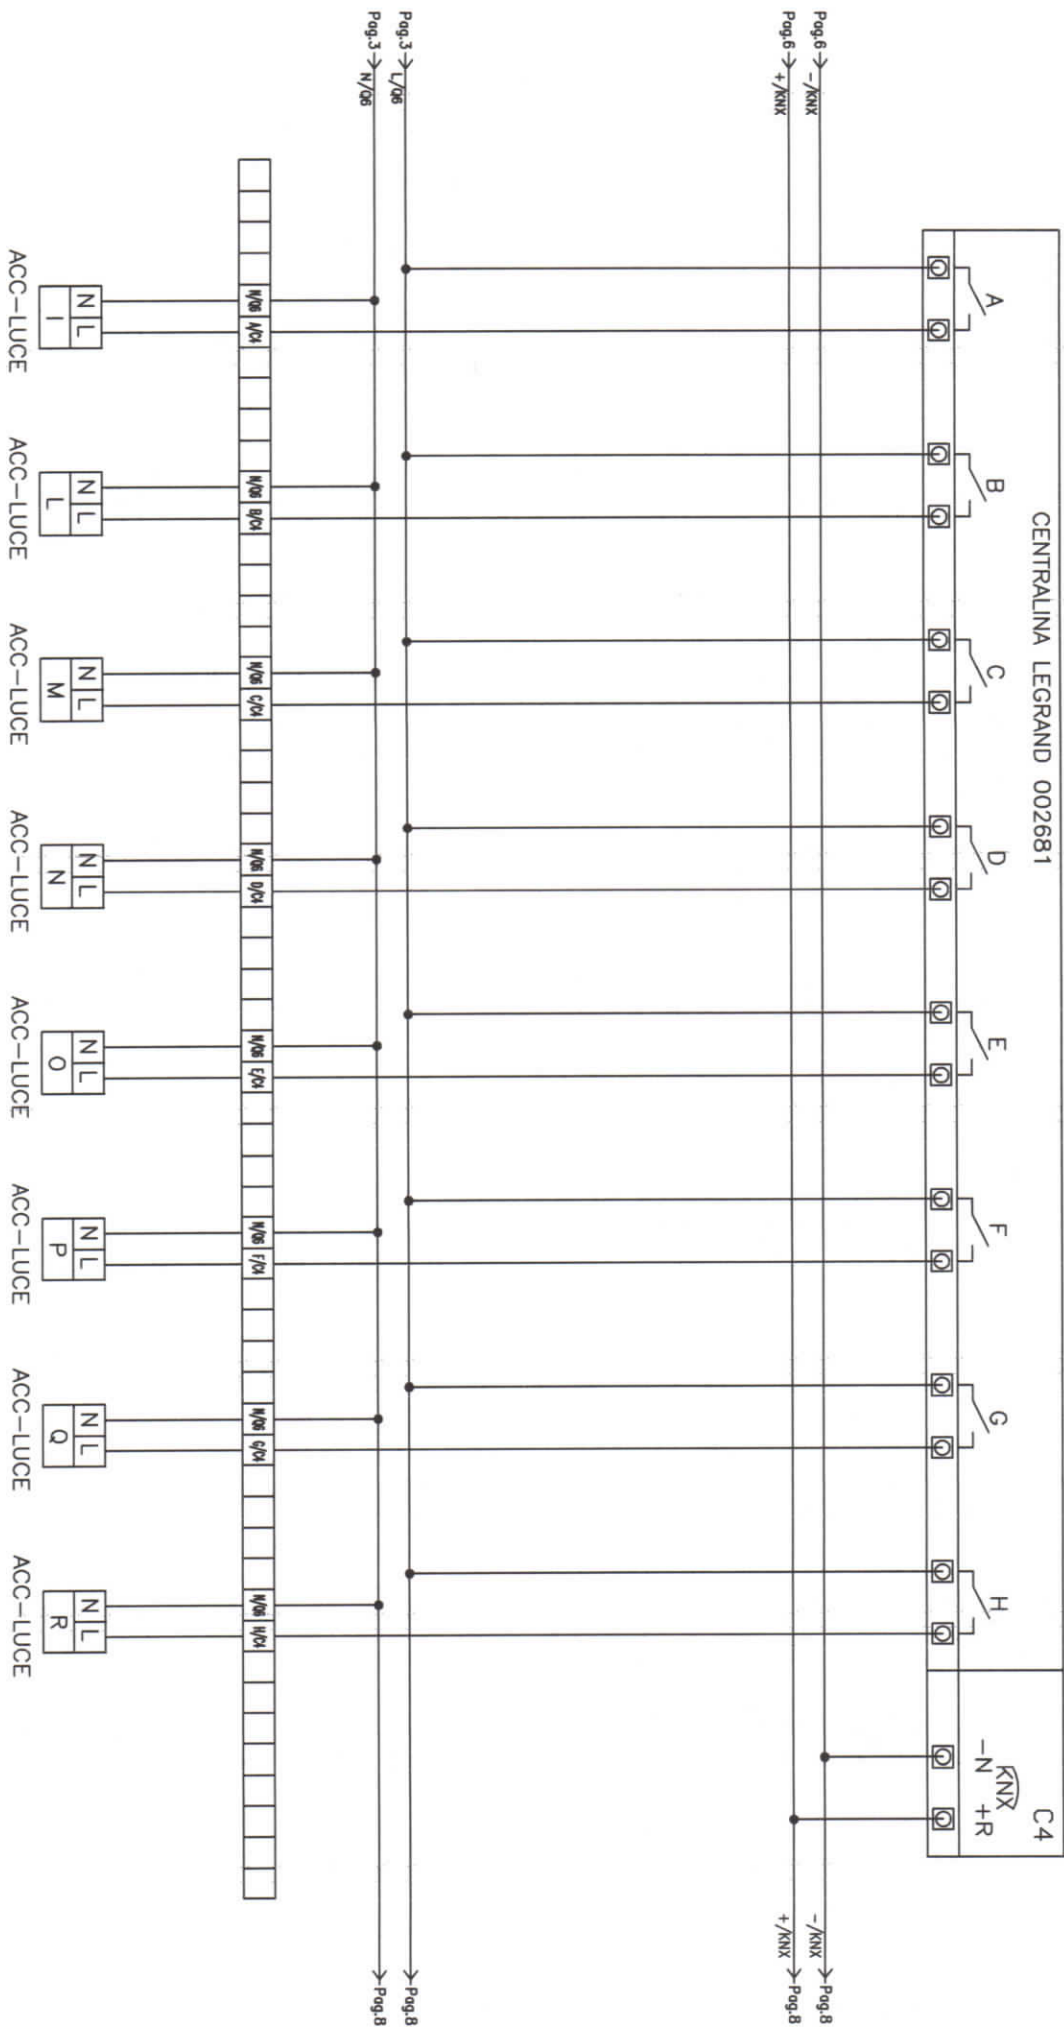 CENTRALINA LEGRAND 002681
C4
A
B
C
D
E
F
G
H
KNX
-N +R
Pag.6 -/KNX
-/KNX Pag.8
Pag.6 +/KNX
+/KNX Pag.8
Pag.3 L/Q6
Pag.8
Pag.3 N/Q6
Pag.8
N/Q6 A/C4
N/Q6 B/C4
N/Q6 C/C4
N/Q6 D/C4
N/Q6 E/C4
N/Q6 F/C4
N/Q6 G/C4
N/Q6 H/C4
N L
I
ACC-LUCE
N L
L
ACC-LUCE
N L
M
ACC-LUCE
N L
N
ACC-LUCE
N L
O
ACC-LUCE
N L
P
ACC-LUCE
N L
Q
ACC-LUCE
N L
R
ACC-LUCE